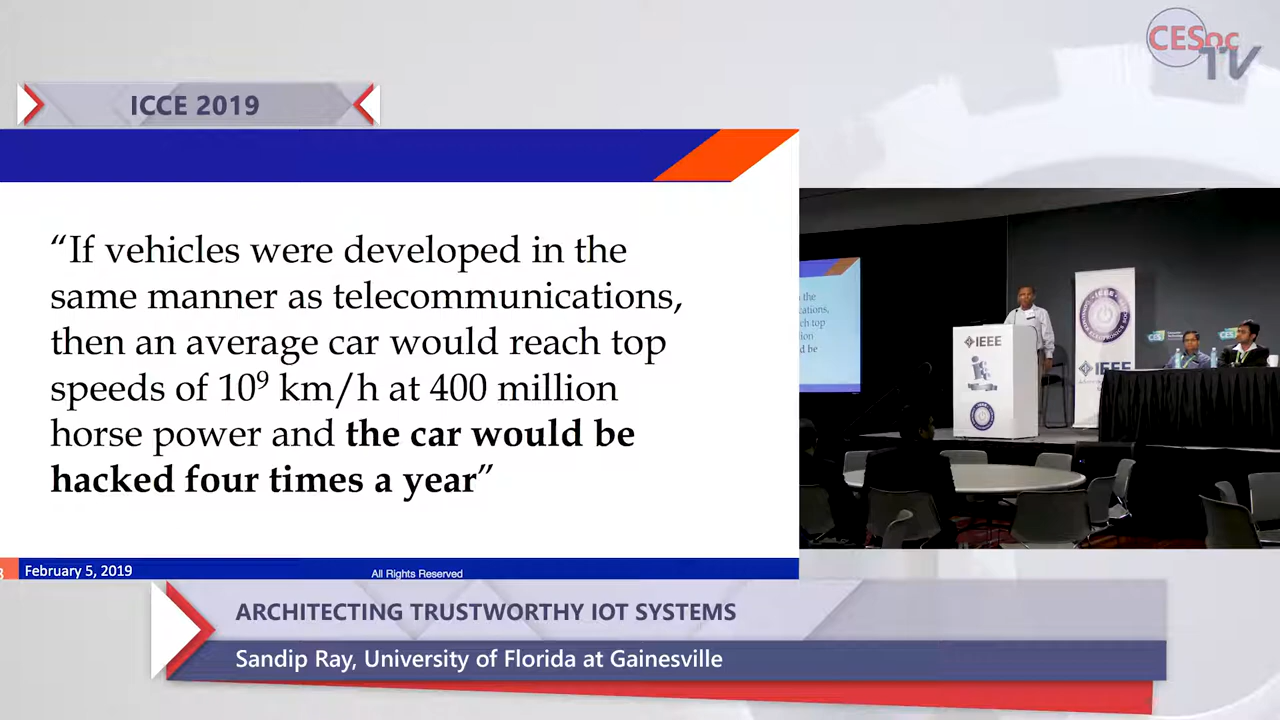 CESoc
TV
ICCE 2019
“If vehicles were developed in the
same manner as telecommunications,
then an average car would reach top
speeds of 10⁹ km/h at 400 million
horse power and the car would be
hacked four times a year”
February 5, 2019
All Rights Reserved
IEEE
IEEE
CES
CES
ARCHITECTING TRUSTWORTHY IOT SYSTEMS
Sandip Ray, University of Florida at Gainesville